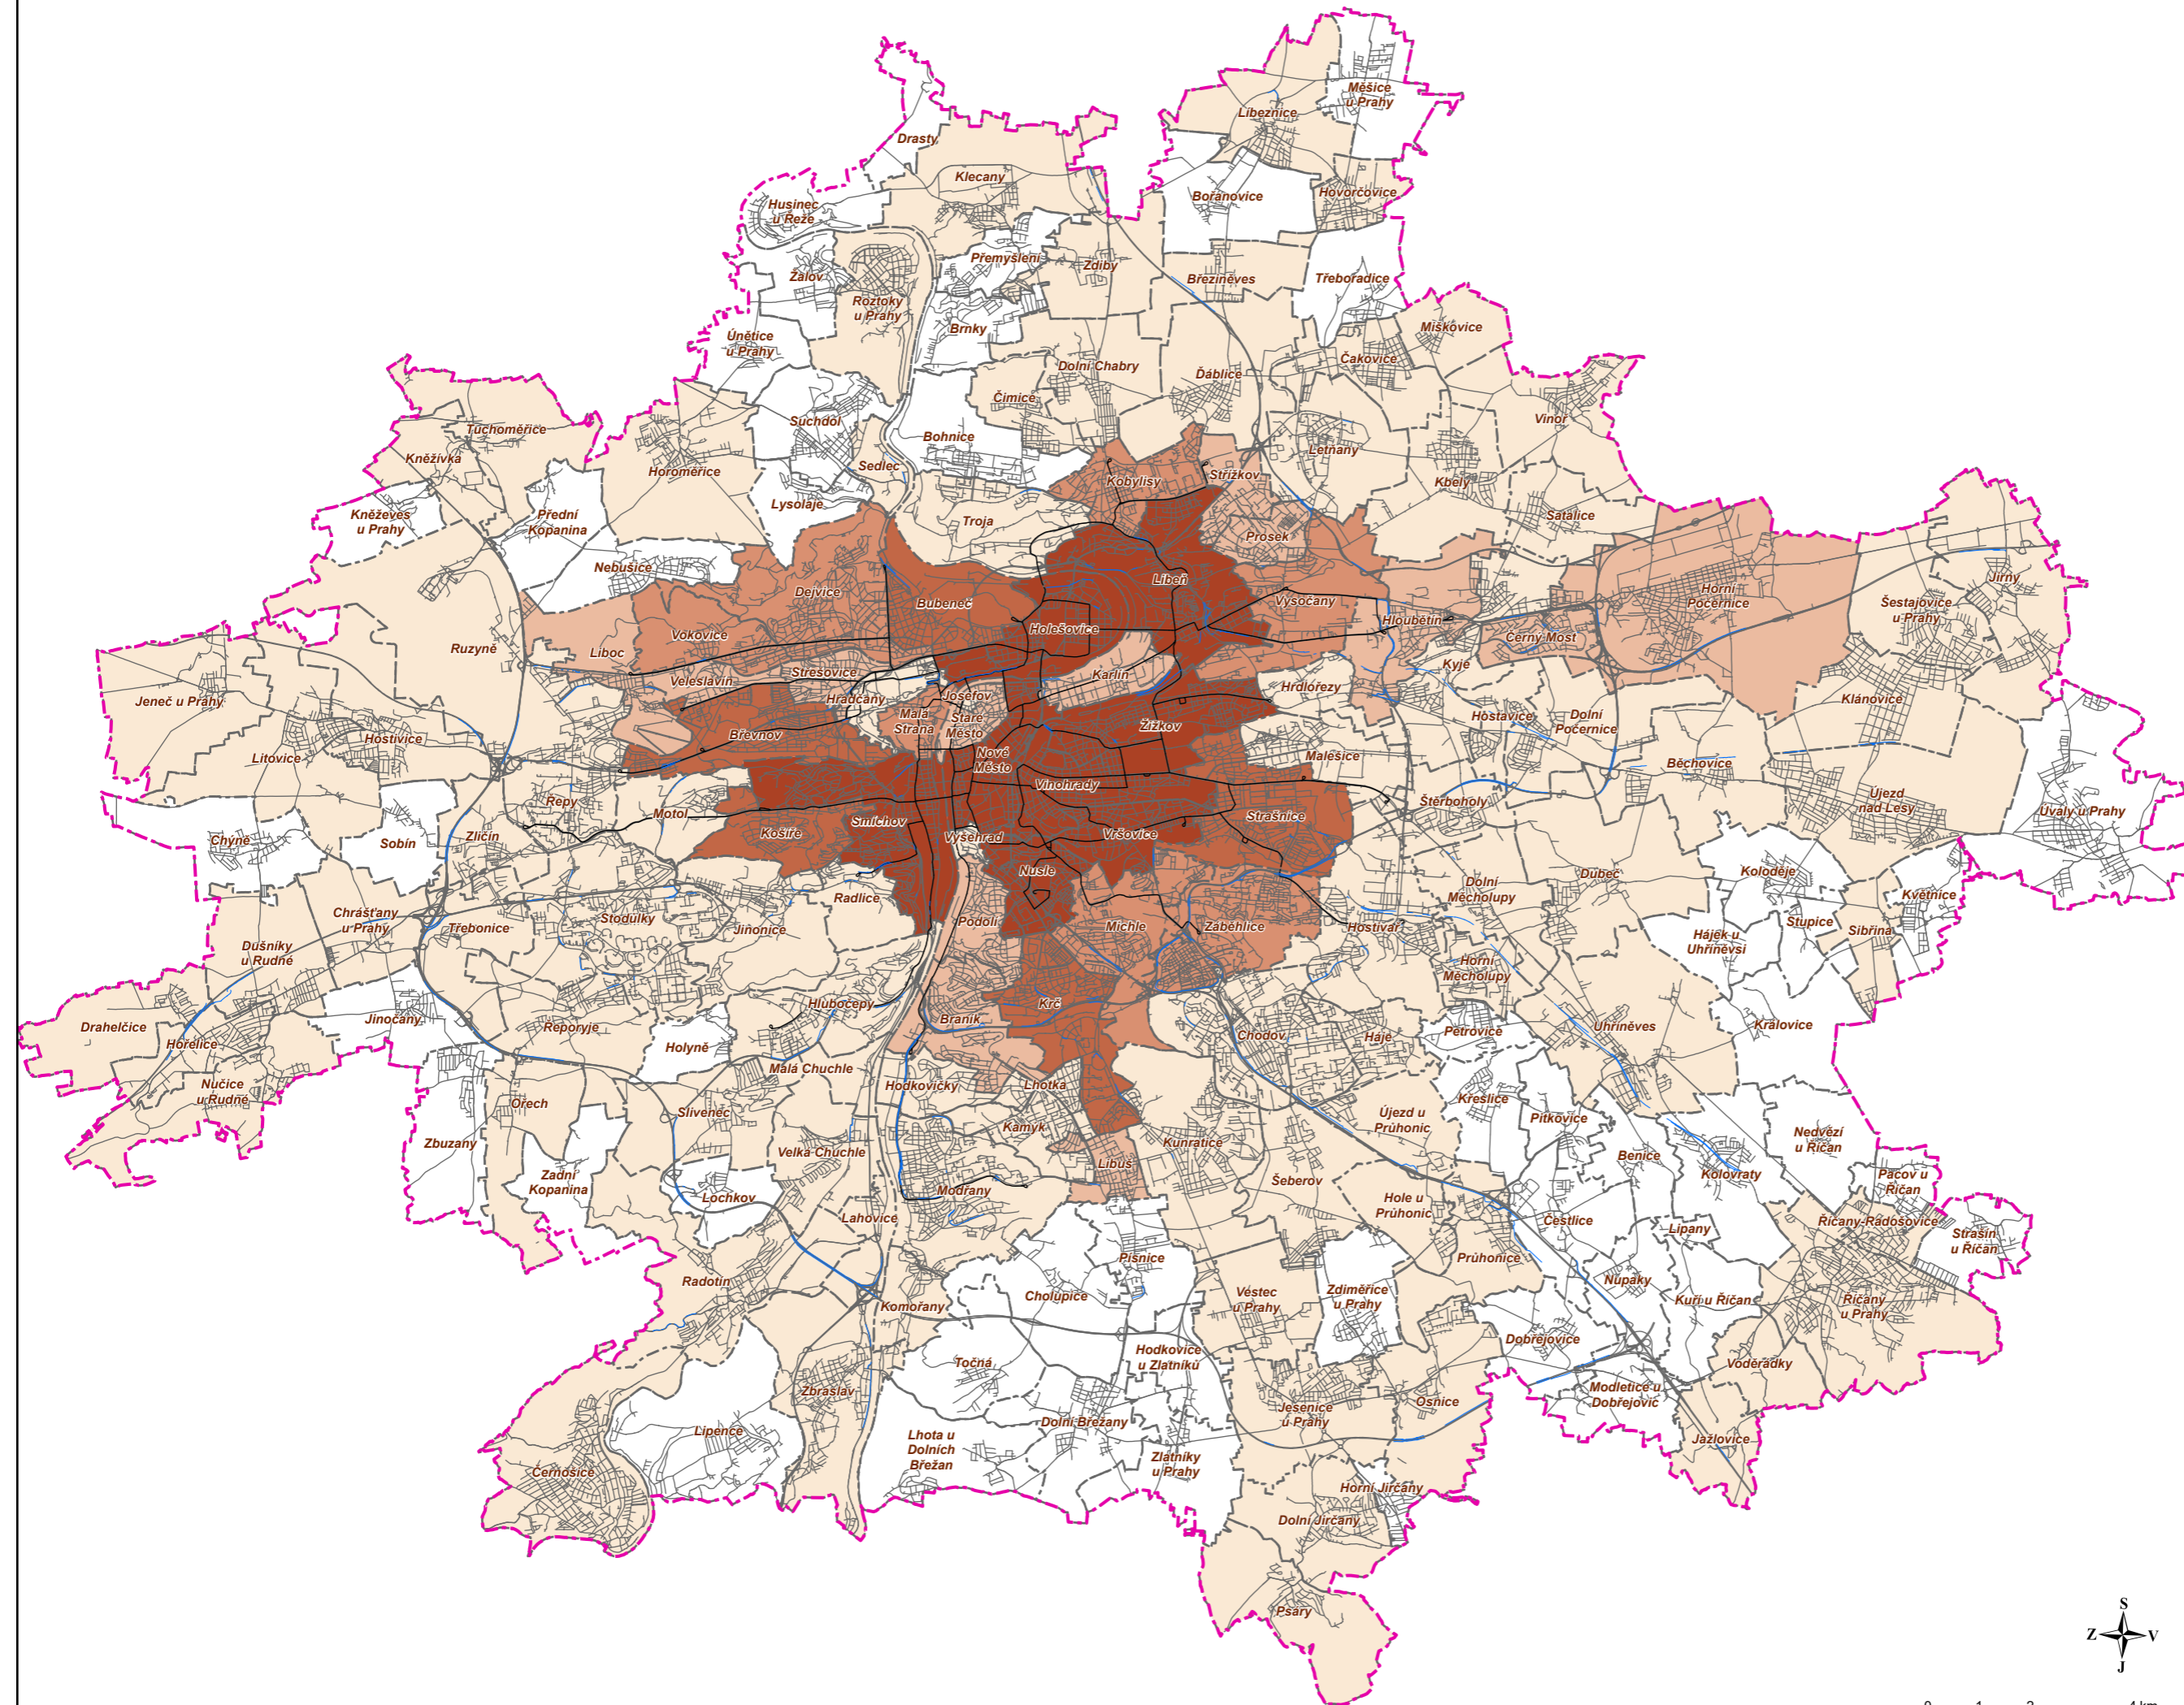 Měšice
u Prahy
Líbeznice
Drasty
Klecany
Hovorčovice
Bořanovice
Husinec
u Řeže
Přemyšlení
Zdiby
Žalov
Březiněves
Třeboradice
Roztoky
u Prahy
Brnky
Miškovice
Únětice
u Prahy
Čakovice
Dolní Chabry
Ďáblice
Čimice
Vinoř
Suchdol
Tuchoměřice
Bohnice
Letňany
Kněžívka
Sedlec
Horoměřice
Střížkov
Kobylisy
Kbely
Lysolaje
Kněževes
u Prahy
Přední
Kopanina
Troja
Satalice
Prosek
Nebušice
Libeň
Jirny
Dejvice
Bubeneč
Vysočany
Horní
Počernice
Šestajovice
u Prahy
Hloubětín
Holešovice
Vokovice
Černý Most
Ruzyně
Liboc
Kyje
Střešovice
Karlín
Veleslavín
Hrdlořezy
Jeneč u Prahy
Hradčany
Josefov
Klánovice
Malá
Strana
Staré
Město
Hostavice
Dolní
Počernice
Žižkov
Břevnov
Hostivice
Litovice
Nové
Město
Malešice
Běchovice
Vinohrady
Řepy
Štěrboholy
Újezd
nad Lesy
Motol
Strašnice
Úvaly u Prahy
Smíchov
Košíře
Vyšehrad
Vršovice
Zličín
Chýně
Sobín
Nusle
Koloděje
Dubeč
Dolní
Měcholupy
Květnice
Radlice
Chrášťany
u Prahy
Stodůlky
Podolí
Michle
Záběhlice
Stupice
Třebonice
Jinonice
Hostivař
Sibřina
Hájek u
Uhříněvsi
Dušníky
u Rudné
Horní
Měcholupy
Hlubočepy
Krč
Jinočany
Braník
Drahelčice
Řeporyje
Chodov
Háje
Petrovice
Uhříněves
Královice
Hořelice
Holyně
Malá Chuchle
Nučice
u Rudné
Hodkovičky
Lhotka
Ořech
Křeslice
Slivenec
Újezd u
Průhonic
Pitkovice
Kamýk
Zbuzany
Kunratice
Nedvězí
u Říčan
Velká Chuchle
Benice
Libuš
Zadní
Kopanina
Šeberov
Kolovraty
Pacov u
Říčan
Lochkov
Modřany
Hole u
Průhonic
Lahovice
Čestlice
Lipany
Říčany-Radošovice
Strašín
u Říčan
Písnice
Průhonice
Radotín
Nupaky
Cholupice
Vestec
u Prahy
Zdiměřice
u Prahy
Kuří u Říčan
Říčany
u Prahy
Komořany
Dobřejovice
Hodkovice
u Zlatníků
Točná
Voděrádky
Zbraslav
Modletice u
Dobřejovic
Osnice
Jesenice
u Prahy
Dolní Břežany
Lipence
Lhota u
Dolních
Břežan
Jažlovice
Zlatníky
u Prahy
Černošice
Horní Jirčany
Dolní Jirčany
Psáry
S
Z V
J
0 1 2 4 km